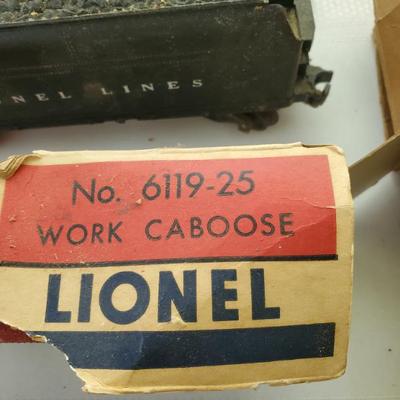 NEL LINES
No. 6119-25
WORK CABOOSE
LIONEL